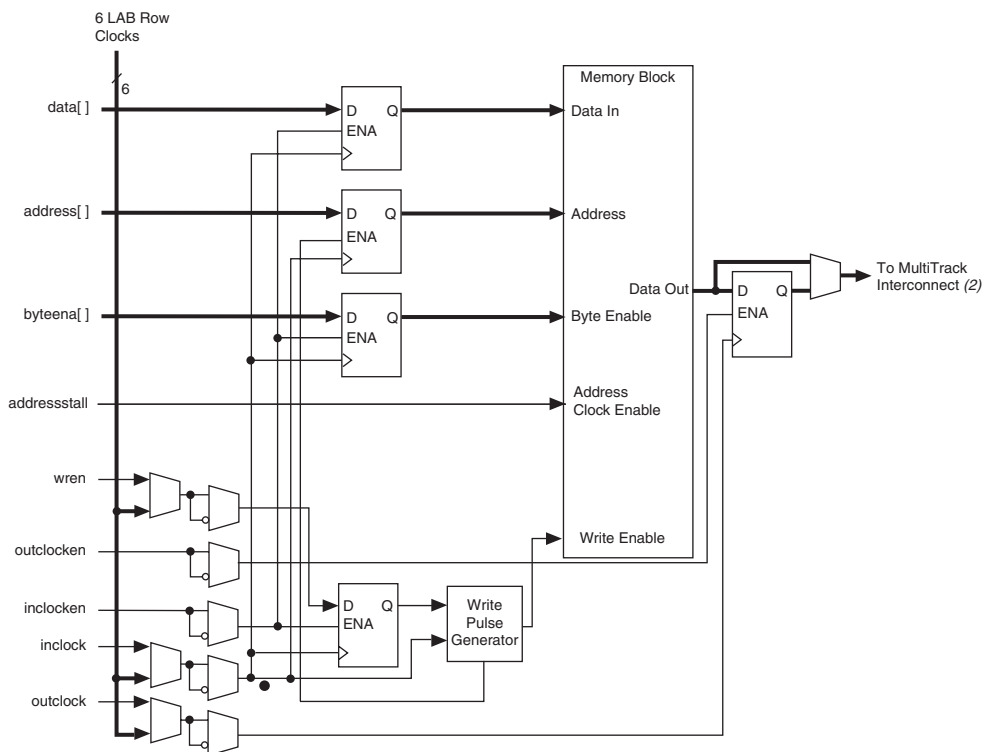 6 LAB Row
Clocks
6
data[ ]
D Q
ENA
Memory Block
Data In
address[ ]
D Q
ENA
Address
byteena[ ]
D Q
ENA
Byte Enable
Data Out
D Q
ENA
To MultiTrack
Interconnect (2)
addressstall
Address
Clock Enable
wren
outclocken
Write Enable
inclocken
D Q
ENA
Write
Pulse
Generator
inclock
outclock